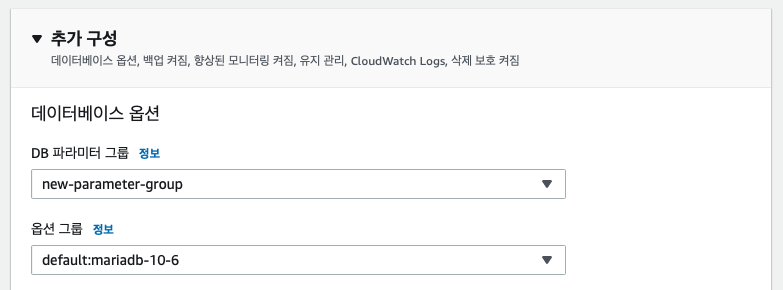 추가 구성
데이터베이스 옵션, 백업 켜짐, 향상된 모니터링 켜짐, 유지 관리, CloudWatch Logs, 삭제 보호 켜짐
데이터베이스 옵션
DB 파라미터 그룹 정보
new-parameter-group
옵션 그룹 정보
default:mariadb-10-6